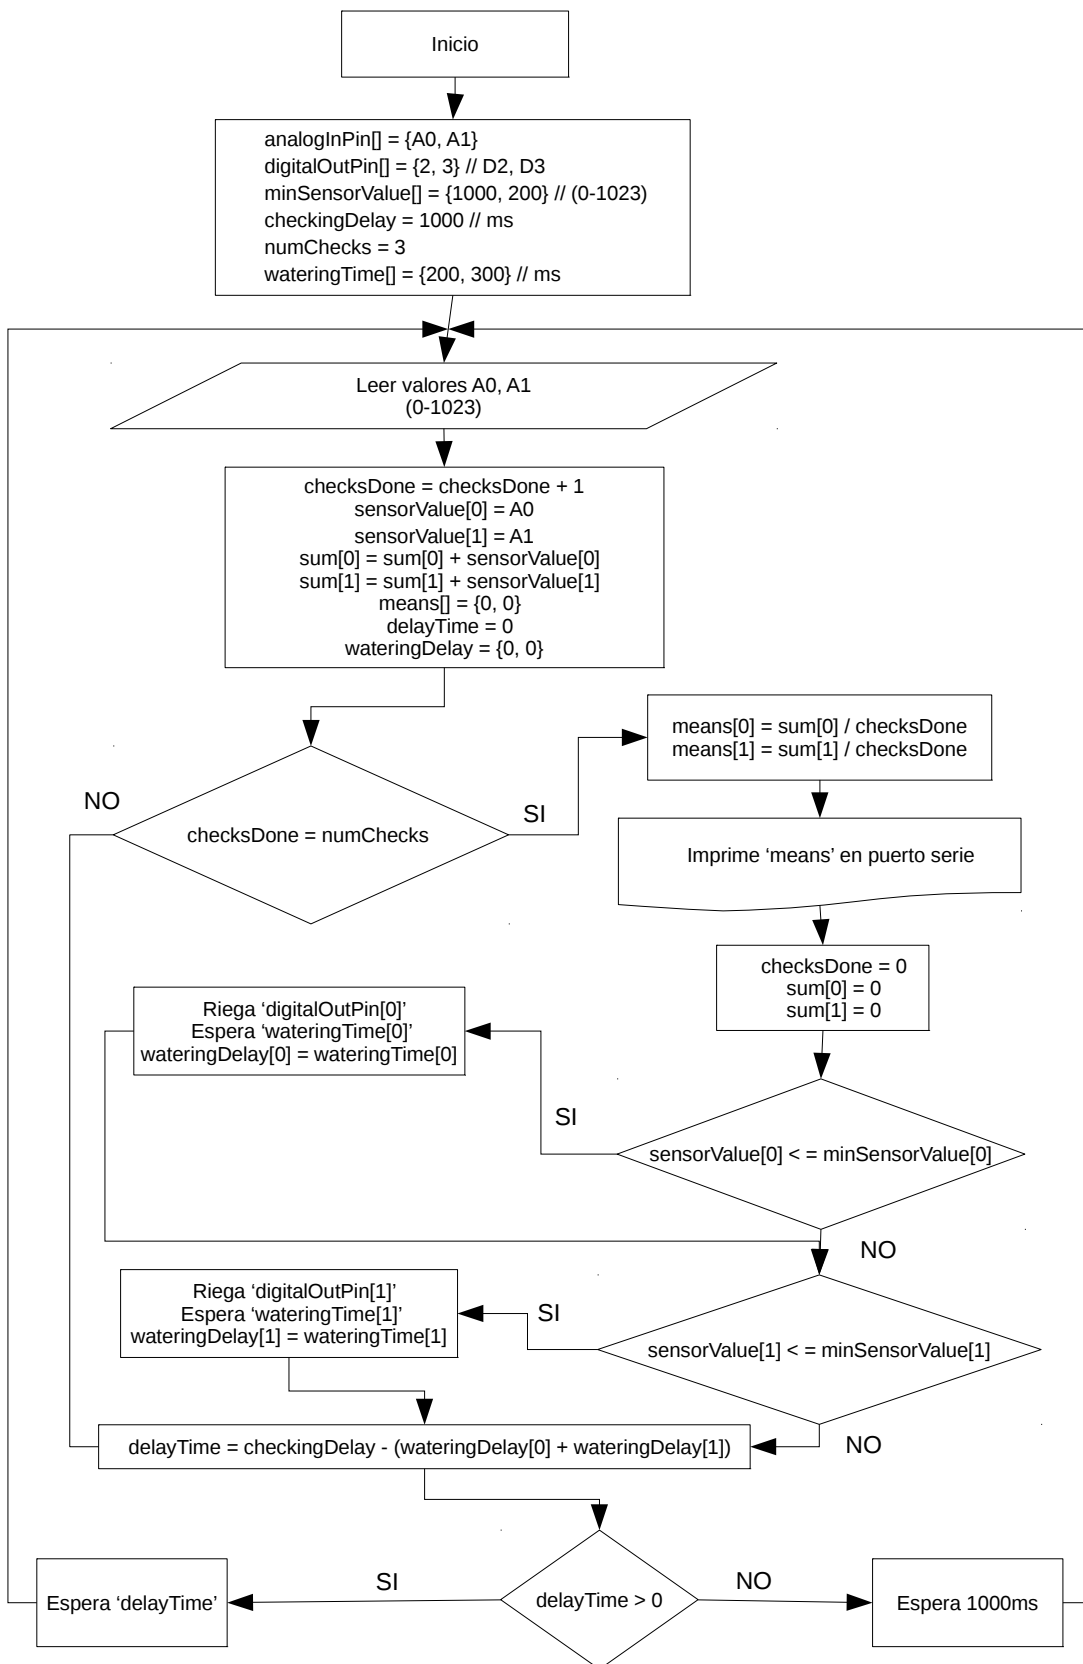 Inicio
analogInPin[] = {A0, A1}
digitalOutPin[] = {2, 3} // D2, D3
minSensorValue[] = {1000, 200} // (0-1023)
checkingDelay = 1000 // ms
numChecks = 3
wateringTime[] = {200, 300} // ms
Leer valores A0, A1
(0-1023)
checksDone = checksDone + 1
sensorValue[0] = A0
sensorValue[1] = A1
sum[0] = sum[0] + sensorValue[0]
sum[1] = sum[1] + sensorValue[1]
means[] = {0, 0}
delayTime = 0
wateringDelay = {0, 0}
NO
checksDone = numChecks
SI
means[0] = sum[0] / checksDone
means[1] = sum[1] / checksDone
Imprime ‘means’ en puerto serie
checksDone = 0
sum[0] = 0
sum[1] = 0
Riega ‘digitalOutPin[0]’
Espera ‘wateringTime[0]’
wateringDelay[0] = wateringTime[0]
SI
sensorValue[0] < = minSensorValue[0]
NO
Riega ‘digitalOutPin[1]’
Espera ‘wateringTime[1]’
wateringDelay[1] = wateringTime[1]
SI
sensorValue[1] < = minSensorValue[1]
NO
delayTime = checkingDelay - (wateringDelay[0] + wateringDelay[1])
Espera ‘delayTime’
SI
delayTime > 0
NO
Espera 1000ms